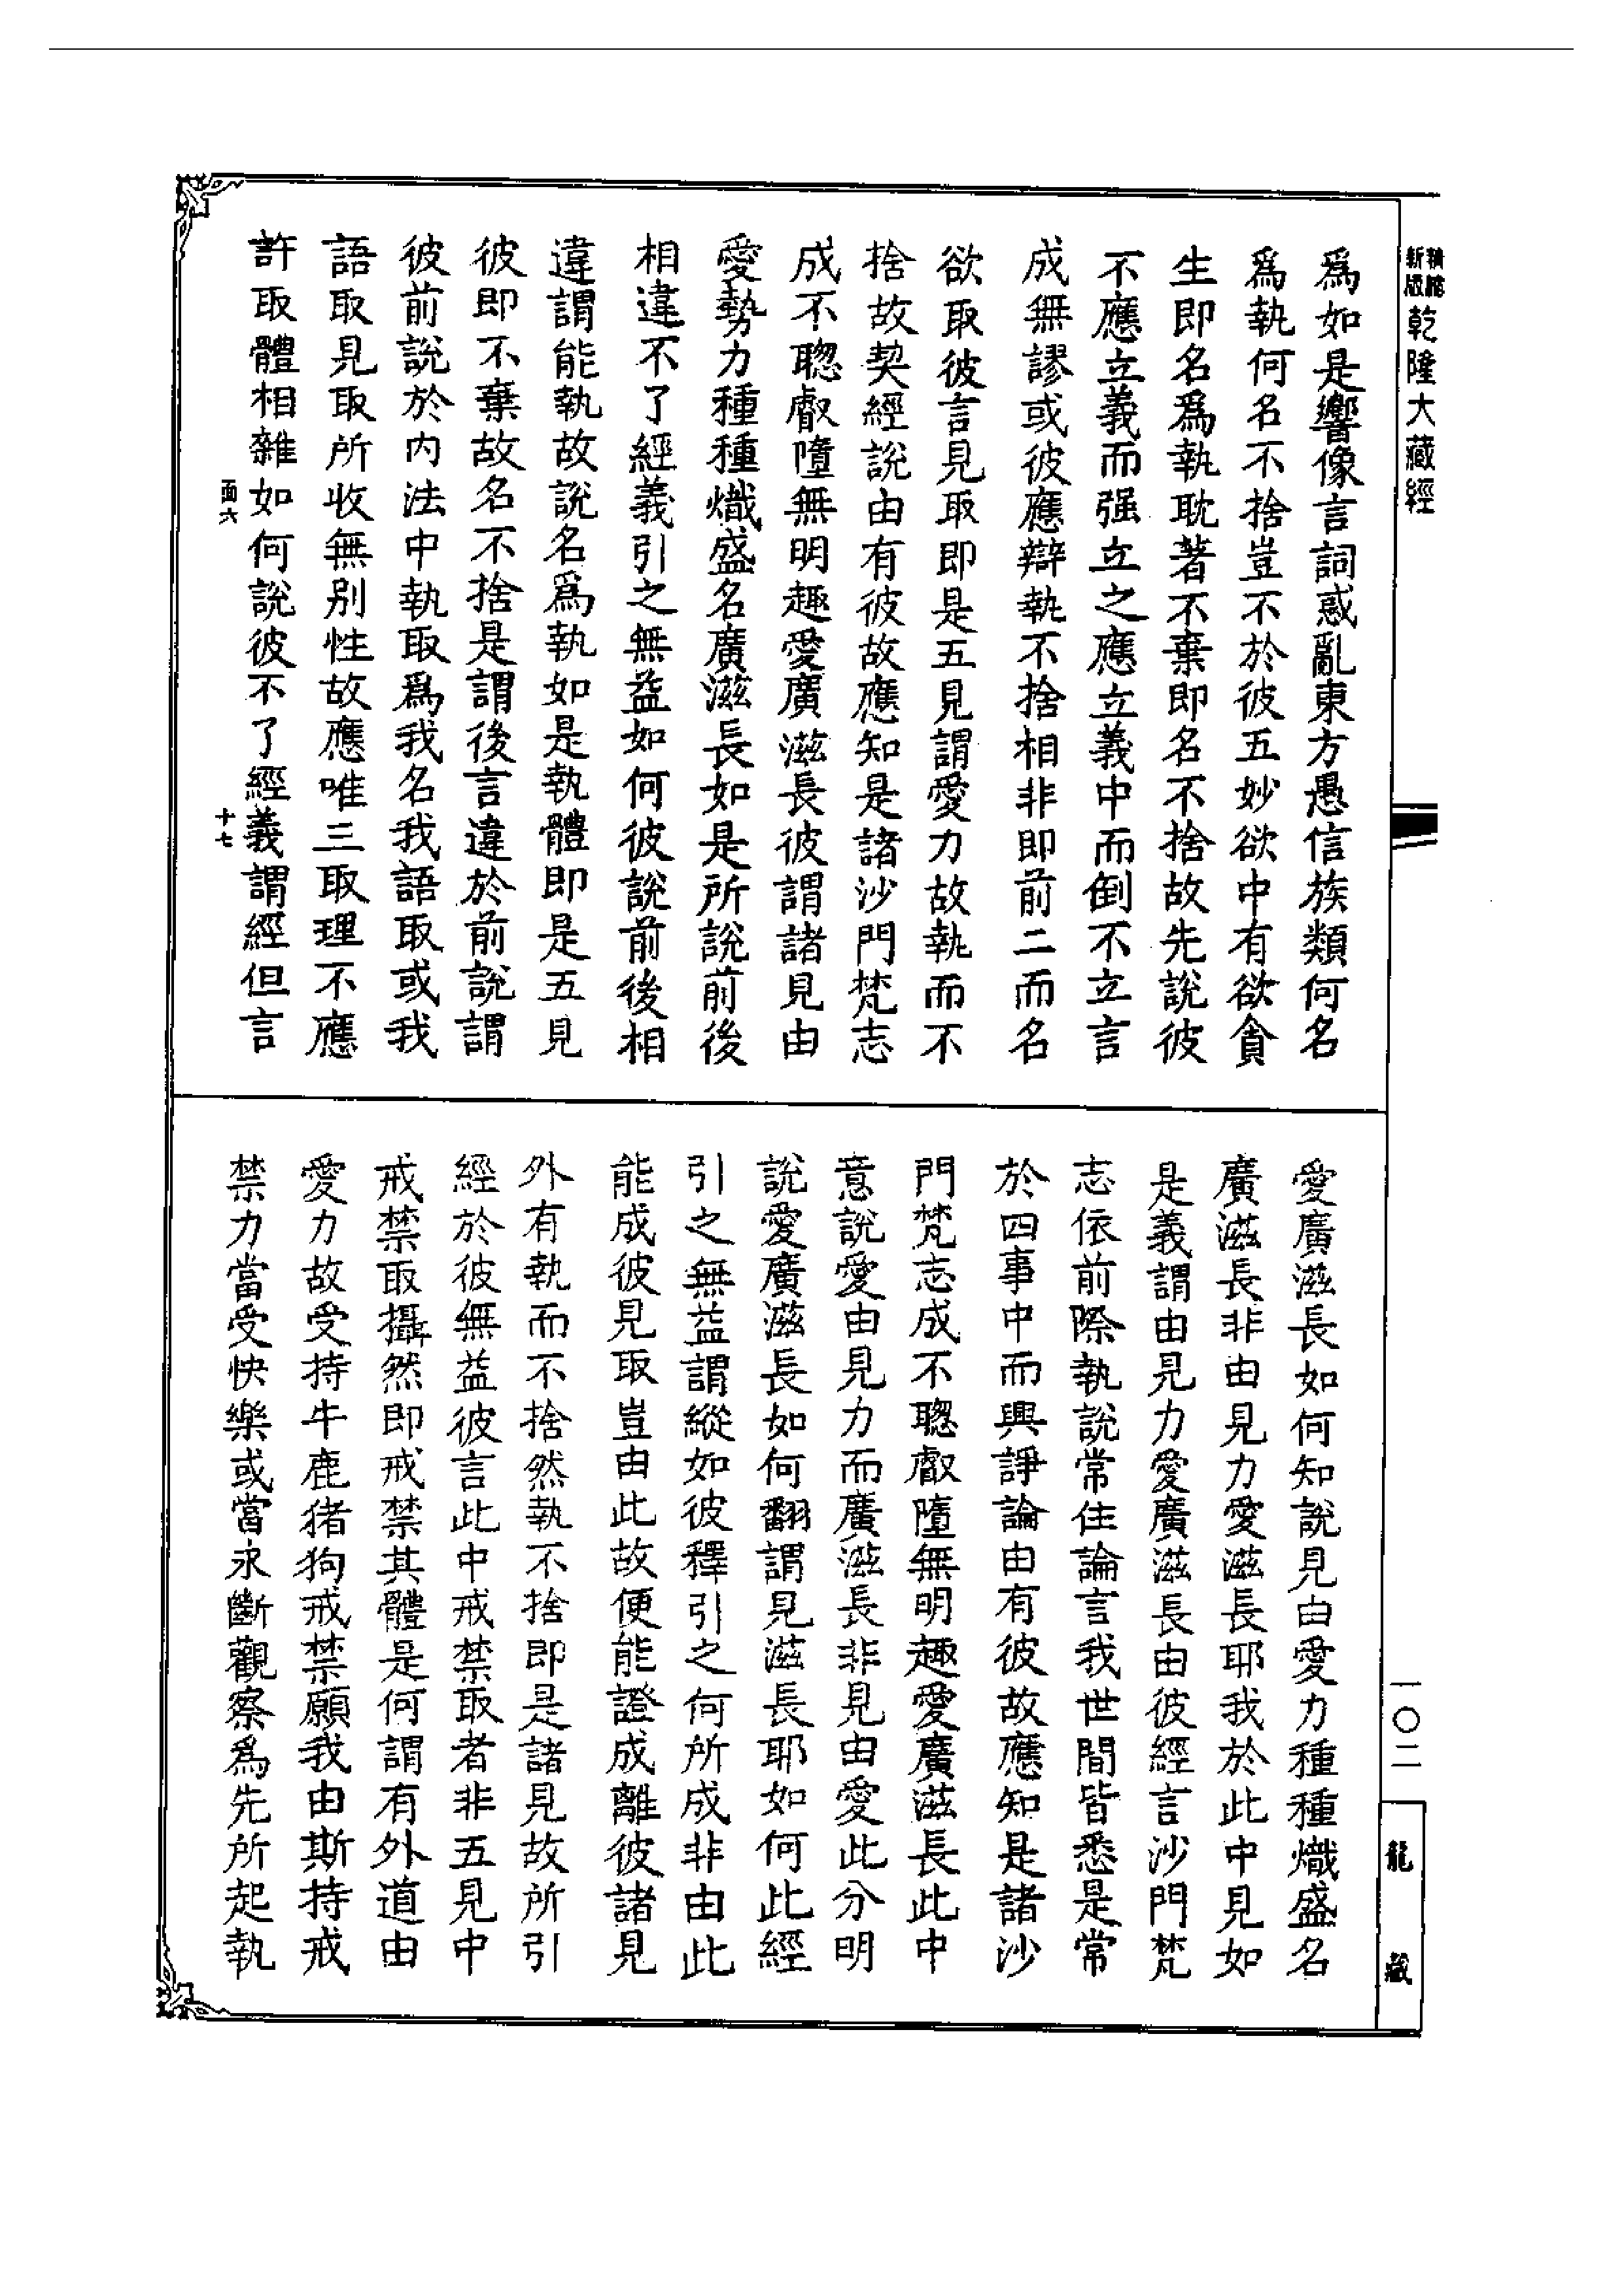 新版精縮乾隆大藏經
為如是響像言詞惑亂東方愚信族類何名
為執何名不捨豈不於彼五妙欲中有欲貪
生即名為執耽著不棄即名不捨故先說彼
不應立義而强立之應立義中而倒不立言
成無謬或彼應辯執不捨相非即前二而名
欲取彼言見取即是五見謂愛力故執而不
捨故契經說由有彼故應知是諸沙門梵志
成不聰叡墮無明趣愛廣滋長彼謂諸見由
愛勢力種種熾盛名廣滋長如是所說前後
相違不了經義引之無益如何彼說前後相
違謂能執故說名為執如是執體即是五見
彼即不棄故名不捨是謂後言違於前說謂
彼前說於內法中執取為我名我語取或我
語取見取所收無別性故應唯三取理不應
許取體相雜如何說彼不了經義謂經但言
面六
十七
愛廣滋長如何知說見由愛力種種熾盛名
廣滋長非由見力愛滋長耶我於此中見如
是義謂由見力愛廣滋長由彼經言沙門梵
志依前際執說常住論言我世間皆悉是常
於四事中而興諍論由有彼故應知是諸沙
門梵志成不聰叡墮無明趣愛廣滋長此中
意說愛由見力而廣滋長非見由愛此分明
說愛廣滋長如何翻謂見滋長耶如何此經
引之無益謂縱如彼釋引之何所成非由此
能成彼見取豈由此故便能證成離彼諸見
外有執而不捨然執不捨即是諸見故所引
經於彼無益彼言此中戒禁取者非五見中
戒禁取攝然即戒禁其體是何謂有外道由
愛力故受持牛鹿猪狗戒禁願我由斯持戒
禁力當受快樂或當永斷觀察為先所起執
一〇二
龍藏